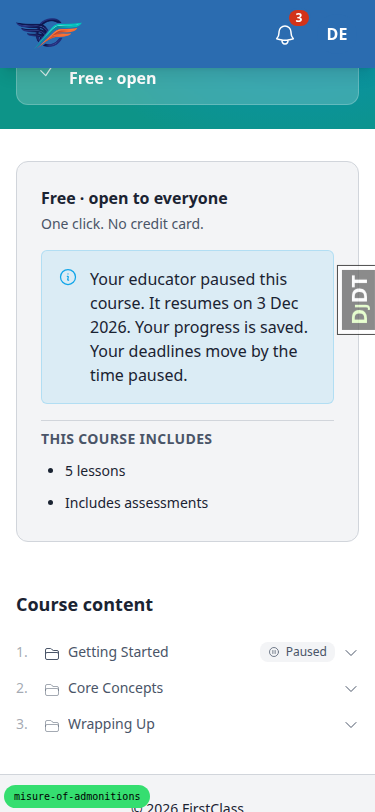 3
DE
Free · open
Free · open to everyone
One click. No credit card.
Your educator paused this
course. It resumes on 3 Dec
2026. Your progress is saved.
Your deadlines move by the
time paused.
DJDT
THIS COURSE INCLUDES
5 lessons
Includes assessments
Course content
1. Getting Started Paused
2. Core Concepts
3. Wrapping Up
misure-of-admonitions
© 2026 FirstClass